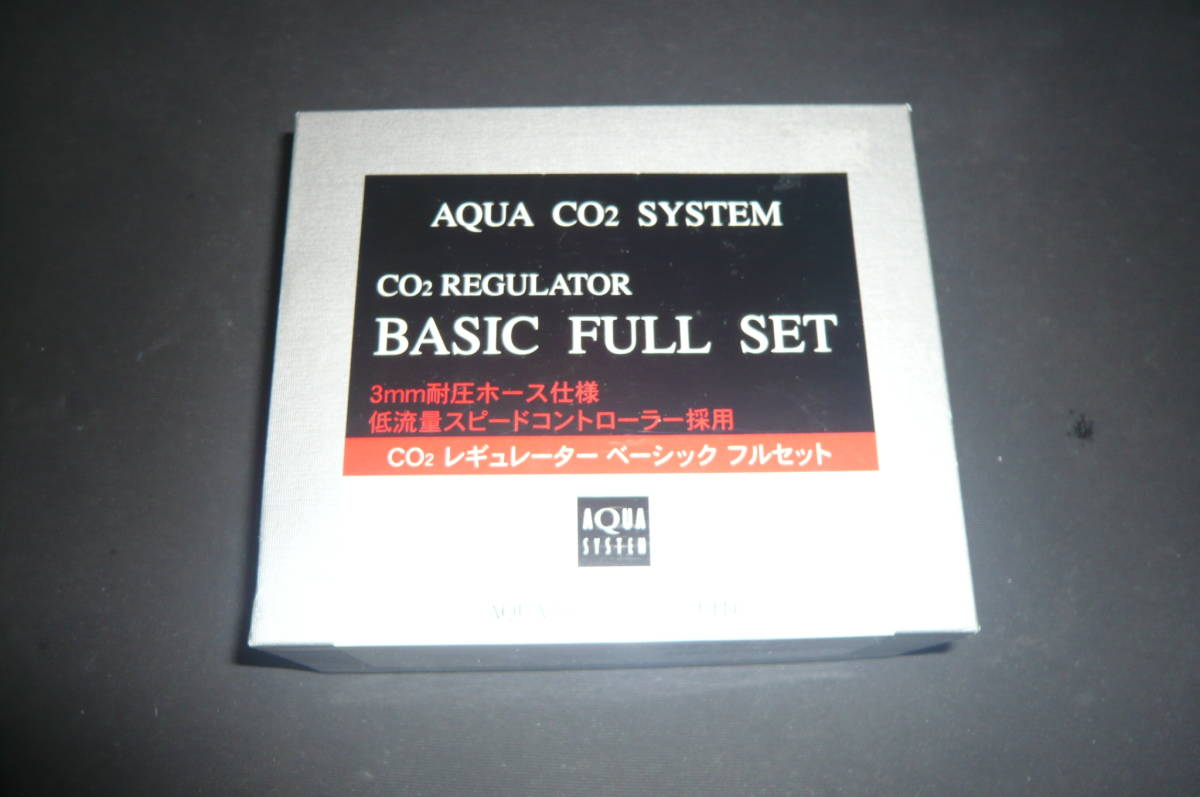 AQUA CO2 SYSTEM
CO2 REGULATOR
BASIC FULL SET
3mm耐圧ホース仕様
低流量スピードコントローラー採用
CO2 レギュレーター ベーシック フルセット
AQUA
SYSTEM
AQUA